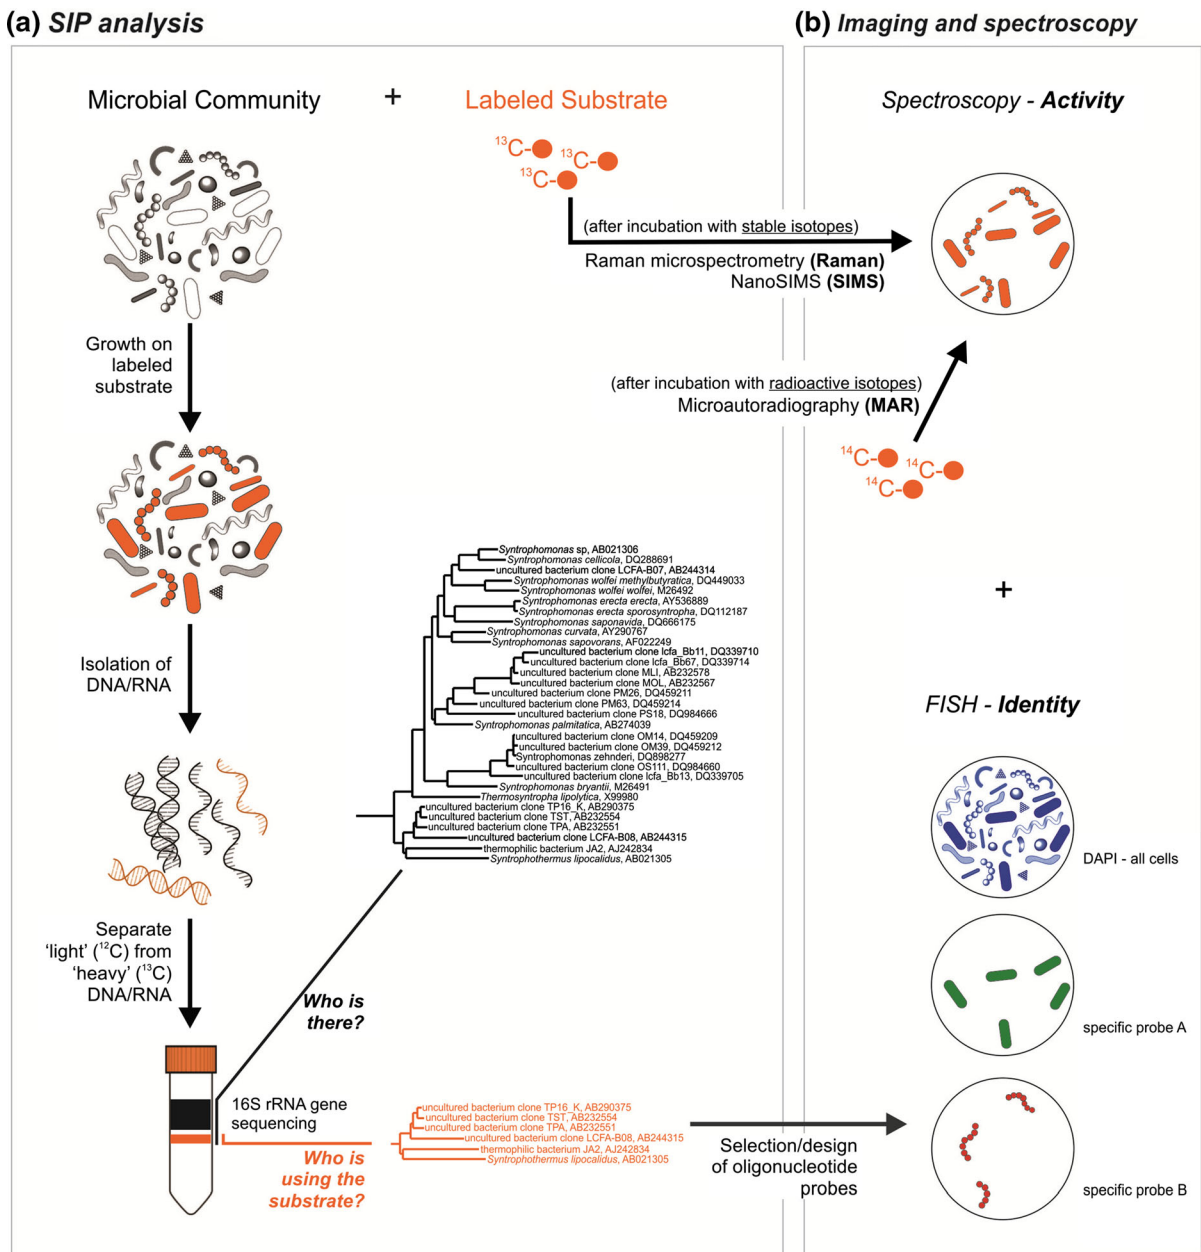 (a) SIP analysis
Microbial Community
+
Labeled Substrate
¹³C-
¹³C-
¹³C-
(after incubation with stable isotopes)
Raman microspectrometry (Raman)
NanoSIMS (SIMS)
Growth on
labeled
substrate
(after incubation with radioactive isotopes)
Microautoradiography (MAR)
Isolation of
DNA/RNA
Syntrophomonas sp, AB021306
Syntrophomonas cellicola, DQ288691
uncultured bacterium clone LCFA-B07, AB244314
Syntrophomonas wolfei methylbutyratica, DQ449033
Syntrophomonas wolfei wolfei, M26492
Syntrophomonas erecta erecta, AY536889
Syntrophomonas erecta sporosyntropha, DQ112187
Syntrophomonas saponavida, DQ666175
Syntrophomonas curvata, AY290767
Syntrophomonas sapovorans, AF022249
uncultured bacterium clone lcfa_Bb11, DQ339710
uncultured bacterium clone lcfa_Bb67, DQ339714
uncultured bacterium clone MLI, AB232578
uncultured bacterium clone MOL, AB232567
uncultured bacterium clone PM26, DQ459211
uncultured bacterium clone PM63, DQ459214
uncultured bacterium clone PS18, DQ984666
Syntrophomonas palmitatica, AB274039
uncultured bacterium clone OM14, DQ459209
uncultured bacterium clone OM39, DQ459212
Syntrophomonas zehnderi, DQ898277
uncultured bacterium clone OS111, DQ984660
uncultured bacterium clone lcfa_Bb13, DQ339705
Syntrophomonas bryantii, M26491
Thermosyntropha lipolytica, X99980
uncultured bacterium clone TP16_K, AB290375
uncultured bacterium clone TST, AB232554
uncultured bacterium clone TPA, AB232551
uncultured bacterium clone LCFA-B08, AB244315
thermophilic bacterium JA2, AJ242834
Syntrophothermus lipocalidus, AB021305
Separate
'light' (¹²C) from
'heavy' (¹³C)
DNA/RNA
Who is
there?
16S rRNA gene
sequencing
Who is
using the
substrate?
uncultured bacterium clone TP16_K, AB290375
uncultured bacterium clone TST, AB232554
uncultured bacterium clone TPA, AB232551
uncultured bacterium clone LCFA-B08, AB244315
thermophilic bacterium JA2, AJ242834
Syntrophothermus lipocalidus, AB021305
Selection/design
of oligonucleotide
probes
(b) Imaging and spectroscopy
Spectroscopy - Activity
¹⁴C-
¹⁴C-
¹⁴C-
+
FISH - Identity
DAPI - all cells
specific probe A
specific probe B